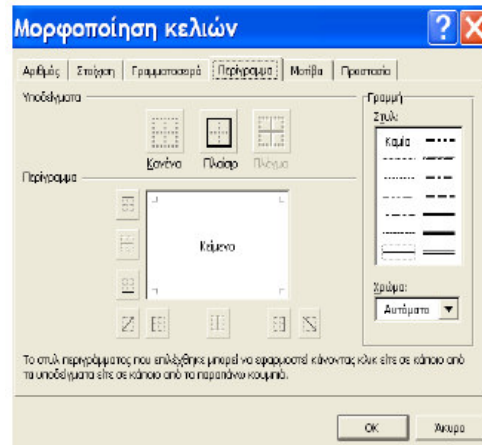 Μορφοποίηση κελιών
Αριθμός Στοίχιση Γραμματοσειρά Περίγραμμα Μοτίβα Προστασία
Υποδείγματα
Κανένα Πλαίσιο Πλέγμα
Περίγραμμα
Κείμενο
Γραμμή
Στυλ:
Καμία
Χρώμα:
Αυτόματο
Το στυλ περιγράμματος που επιλέχθηκε μπορεί να εφαρμοστεί κάνοντας κλικ είτε σε κάποιο από
τα υποδείγματα είτε σε κάποιο από τα παραπάνω κουμπιά.
OK Άκυρο